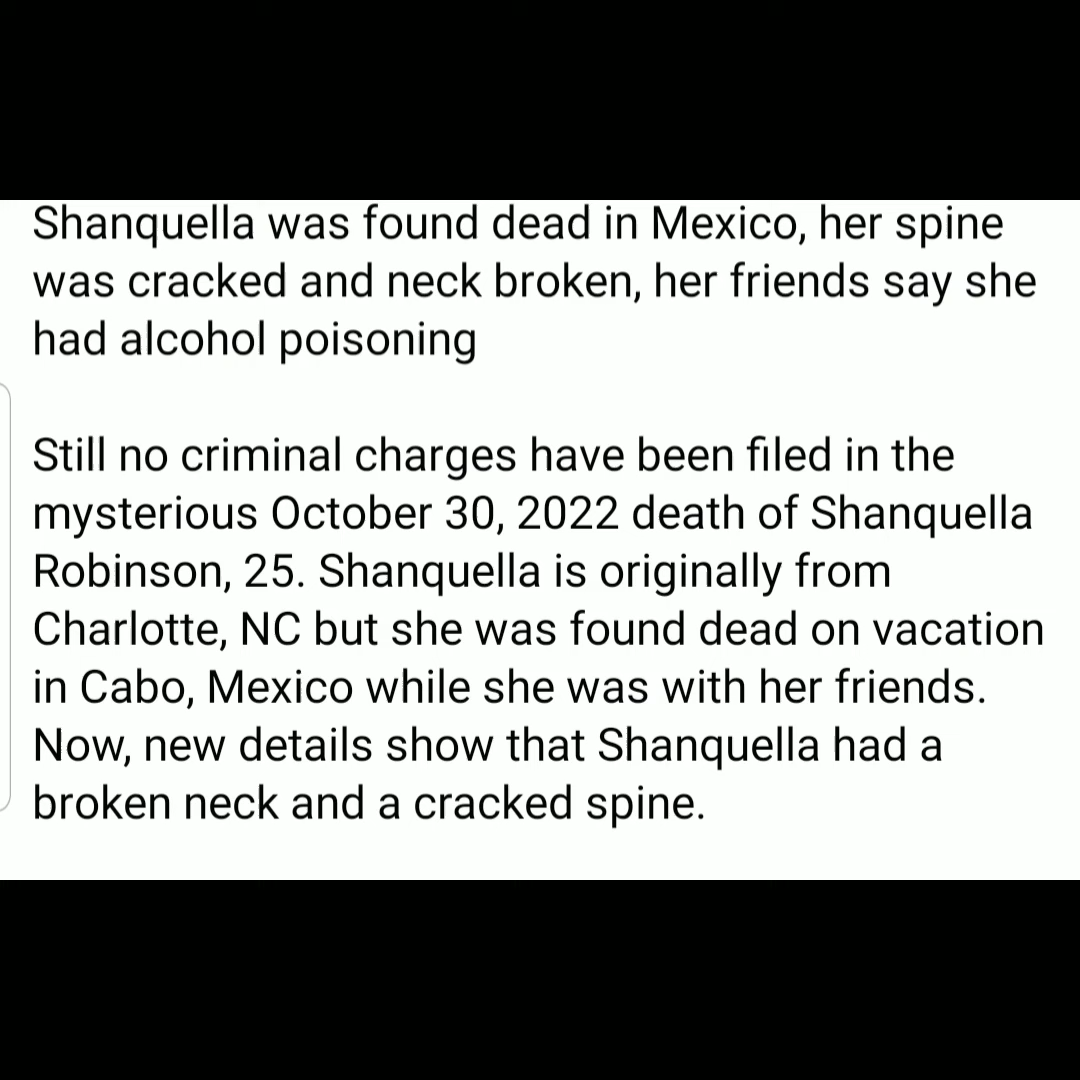 Shanquella was found dead in Mexico, her spine
was cracked and neck broken, her friends say she
had alcohol poisoning
Still no criminal charges have been filed in the
mysterious October 30, 2022 death of Shanquella
Robinson, 25. Shanquella is originally from
Charlotte, NC but she was found dead on vacation
in Cabo, Mexico while she was with her friends.
Now, new details show that Shanquella had a
broken neck and a cracked spine.